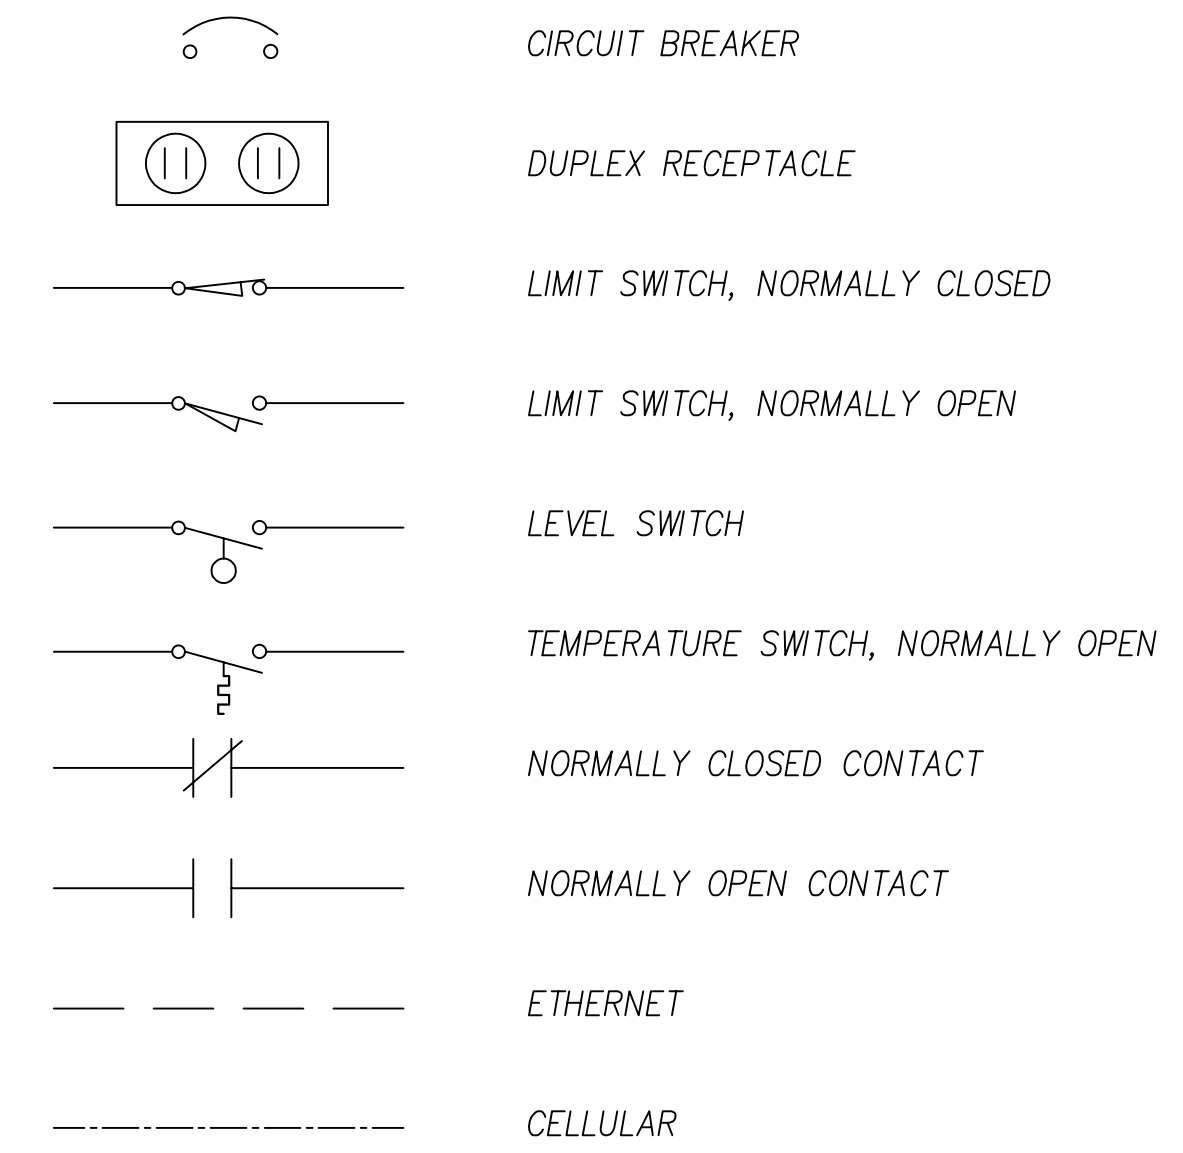 CIRCUIT BREAKER
DUPLEX RECEPTACLE
LIMIT SWITCH, NORMALLY CLOSED
LIMIT SWITCH, NORMALLY OPEN
LEVEL SWITCH
TEMPERATURE SWITCH, NORMALLY OPEN
NORMALLY CLOSED CONTACT
NORMALLY OPEN CONTACT
ETHERNET
CELLULAR